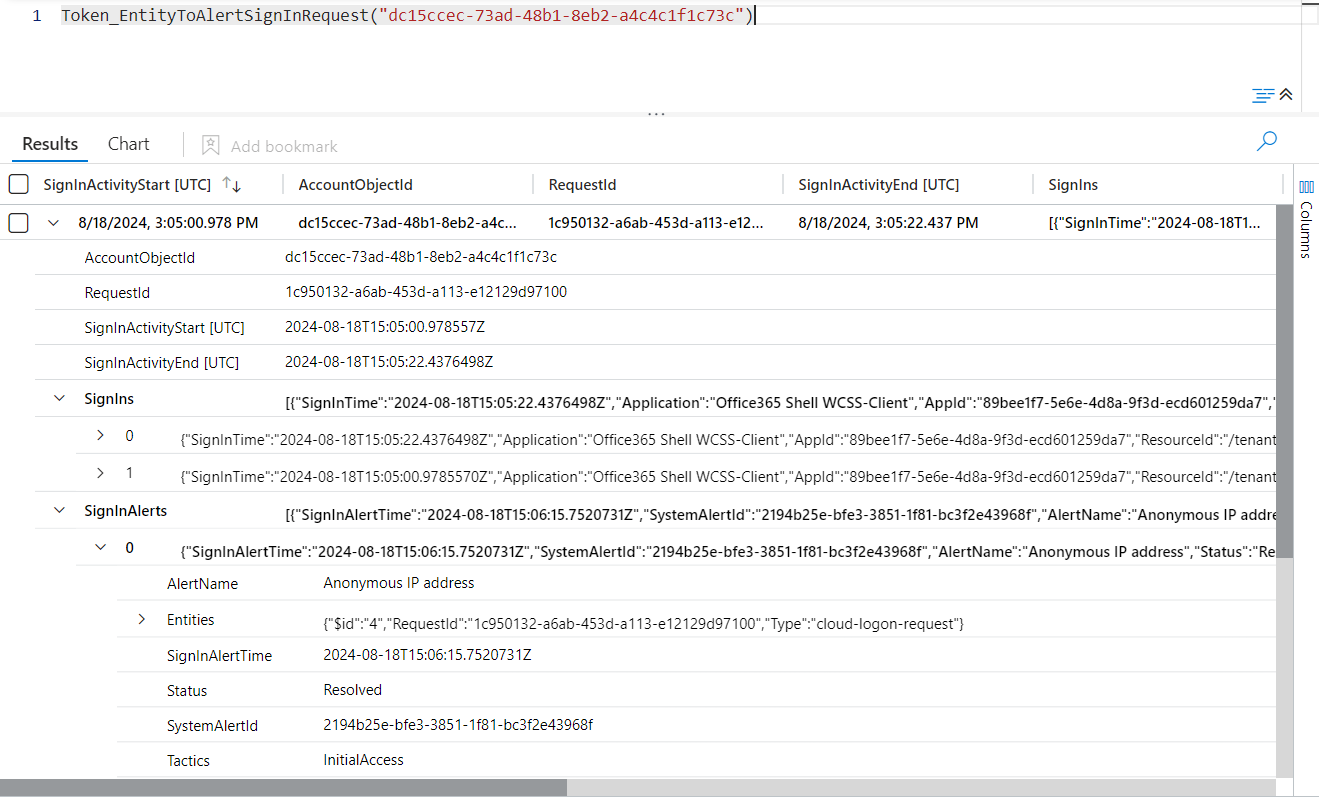 1 Token_EntityToAlertSignInRequest("dc15ccec-73ad-48b1-8eb2-a4c4c1f1c73c")
...
Results Chart Add bookmark
SignInActivityStart [UTC] AccountObjectId RequestId SignInActivityEnd [UTC] SignIns
8/18/2024, 3:05:00.978 PM dc15ccec-73ad-48b1-8eb2-a4c... 1c950132-a6ab-453d-a113-e12... 8/18/2024, 3:05:22.437 PM [{"SignInTime":"2024-08-18T1...
Columns
AccountObjectId dc15ccec-73ad-48b1-8eb2-a4c4c1f1c73c
RequestId 1c950132-a6ab-453d-a113-e12129d97100
SignInActivityStart [UTC] 2024-08-18T15:05:00.978557Z
SignInActivityEnd [UTC] 2024-08-18T15:05:22.4376498Z
SignIns [{"SignInTime":"2024-08-18T15:05:22.4376498Z","Application":"Office365 Shell WCSS-Client","AppId":"89bee1f7-5e6e-4d8a-9f3d-ecd601259da7","
0 {"SignInTime":"2024-08-18T15:05:22.4376498Z","Application":"Office365 Shell WCSS-Client","AppId":"89bee1f7-5e6e-4d8a-9f3d-ecd601259da7","ResourceId":"/tenant
1 {"SignInTime":"2024-08-18T15:05:00.9785570Z","Application":"Office365 Shell WCSS-Client","AppId":"89bee1f7-5e6e-4d8a-9f3d-ecd601259da7","ResourceId":"/tenant
SignInAlerts [{"SignInAlertTime":"2024-08-18T15:06:15.7520731Z","SystemAlertId":"2194b25e-bfe3-3851-1f81-bc3f2e43968f","AlertName":"Anonymous IP addre
0 {"SignInAlertTime":"2024-08-18T15:06:15.7520731Z","SystemAlertId":"2194b25e-bfe3-3851-1f81-bc3f2e43968f","AlertName":"Anonymous IP address","Status":"Re
AlertName Anonymous IP address
Entities {"$id":"4","RequestId":"1c950132-a6ab-453d-a113-e12129d97100","Type":"cloud-logon-request"}
SignInAlertTime 2024-08-18T15:06:15.7520731Z
Status Resolved
SystemAlertId 2194b25e-bfe3-3851-1f81-bc3f2e43968f
Tactics InitialAccess